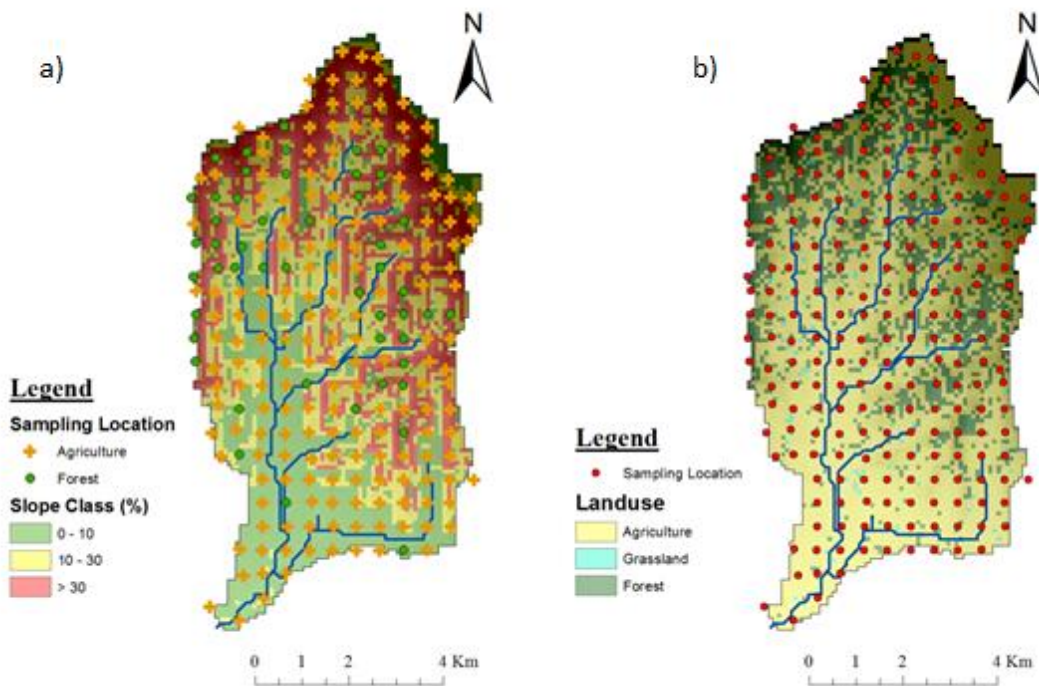 a)
N
Legend
Sampling Location
Agriculture
Forest
Slope Class (%)
0 - 10
10 - 30
> 30
0 1 2 4 Km
b)
N
Legend
Sampling Location
Landuse
Agriculture
Grassland
Forest
0 1 2 4 Km